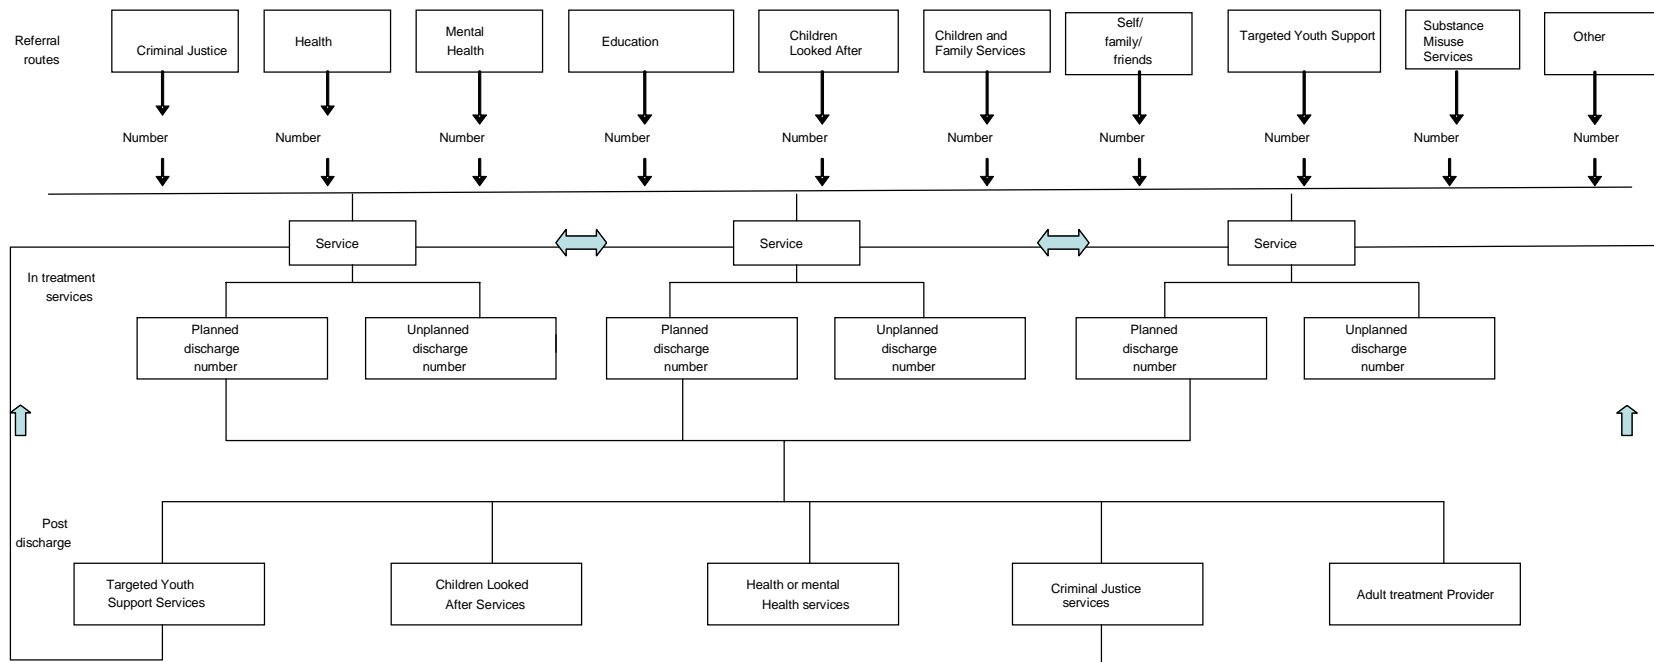 Referral
routes
Criminal Justice
Health
Mental
Health
Education
Children
Looked After
Children and
Family Services
Self/
family/
friends
Targeted Youth Support
Substance
Misuse
Services
Other
Number
Number
Number
Number
Number
Number
Number
Number
Number
Number
Service
Service
Service
In treatment
services
Planned
discharge
number
Unplanned
discharge
number
Planned
discharge
number
Unplanned
discharge
number
Planned
discharge
number
Unplanned
discharge
number
Post
discharge
Targeted Youth
Support Services
Children Looked
After Services
Health or mental
Health services
Criminal Justice
services
Adult treatment Provider